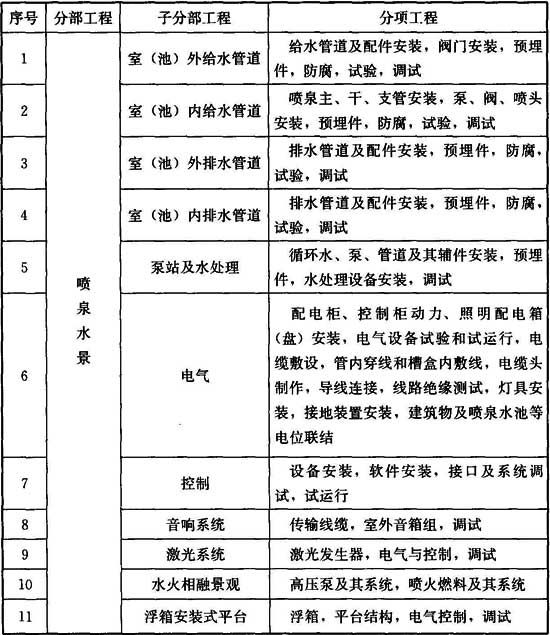 序号 分部工程 子分部工程 分项工程
1 室（池）外给水管道 给水管道及配件安装，阀门安装，预埋
件，防腐，试验，调试
2 室（池）内给水管道 喷泉主、干、支管安装，泵、阀、喷头
安装，预埋件，防腐，试验，调试
3 室（池）外排水管道 排水管道及配件安装，预埋件，防腐，
试验，调试
4 室（池）内排水管道 排水管道及配件安装，预埋件，防腐，
试验，调试
5 泵站及水处理 循环水、泵、管道及其辅件安装，预埋
件，水处理设备安装，调试
喷
泉
水
景
6 电气 配电柜、控制柜动力、照明配电箱
（盘）安装，电气设备试验和试运行，电
缆敷设，管内穿线和槽盒内敷线，电缆头
制作，导线连接，线路绝缘测试，灯具安
装，接地装置安装，建筑物及喷泉水池等
电位联结
7 控制 设备安装，软件安装，接口及系统调
试，试运行
8 音响系统 传输线缆，室外音箱组，调试
9 激光系统 激光发生器，电气与控制，调试
10 水火相融景观 高压泵及其系统，喷火燃料及其系统
11 浮箱安装式平台 浮箱，平台结构，电气控制，调试